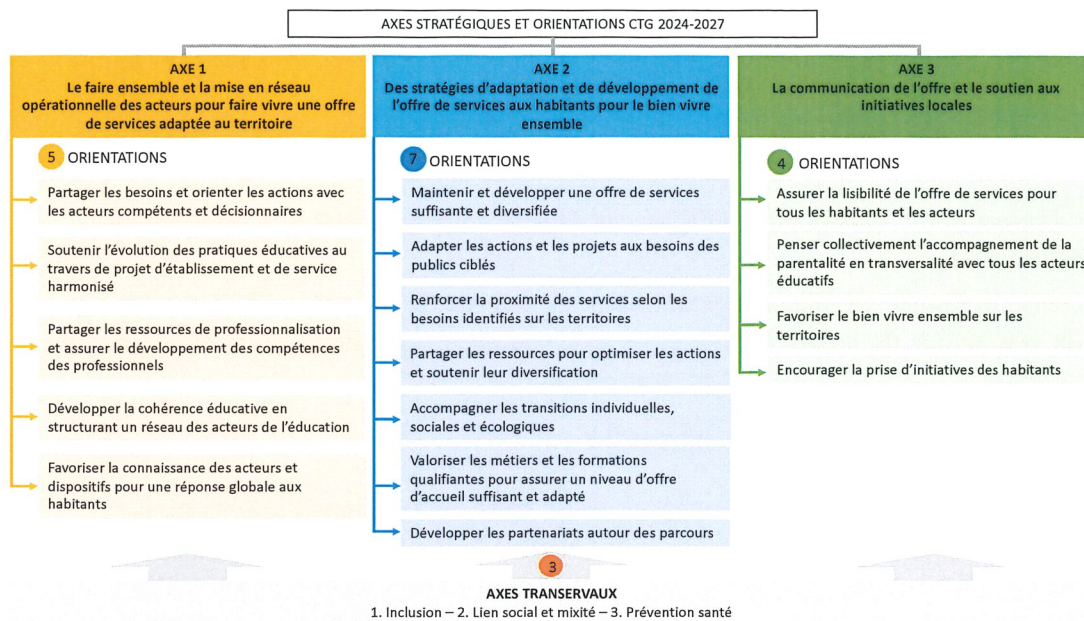 AXES STRATÉGIQUES ET ORIENTATIONS CTG 2024-2027
AXE 1
Le faire ensemble et la mise en réseau
opérationnelle des acteurs pour faire vivre une offre
de services adaptée au territoire
5 ORIENTATIONS
Partager les besoins et orienter les actions avec
les acteurs compétents et décisionnaires
Soutenir l'évolution des pratiques éducatives au
travers de projet d'établissement et de service
harmonisé
Partager les ressources de professionnalisation
et assurer le développement des compétences
des professionnels
Développer la cohérence éducative en
structurant un réseau des acteurs de l'éducation
Favoriser la connaissance des acteurs et
dispositifs pour une réponse globale aux
habitants
AXE 2
Des stratégies d'adaptation et de développement de
l'offre de services aux habitants pour le bien vivre
ensemble
7 ORIENTATIONS
Maintenir et développer une offre de services
suffisante et diversifiée
Adapter les actions et les projets aux besoins des
publics ciblés
Renforcer la proximité des services selon les
besoins identifiés sur les territoires
Partager les ressources pour optimiser les actions
et soutenir leur diversification
Accompagner les transitions individuelles,
sociales et écologiques
Valoriser les métiers et les formations
qualifiantes pour assurer un niveau d'offre
d'accueil suffisant et adapté
Développer les partenariats autour des parcours
AXE 3
La communication de l'offre et le soutien aux
initiatives locales
4 ORIENTATIONS
Assurer la lisibilité de l'offre de services pour
tous les habitants et les acteurs
Penser collectivement l'accompagnement de la
parentalité en transversalité avec tous les acteurs
éducatifs
Favoriser le bien vivre ensemble sur les
territoires
Encourager la prise d'initiatives des habitants
3
AXES TRANSERVAUX
1. Inclusion – 2. Lien social et mixité – 3. Prévention santé